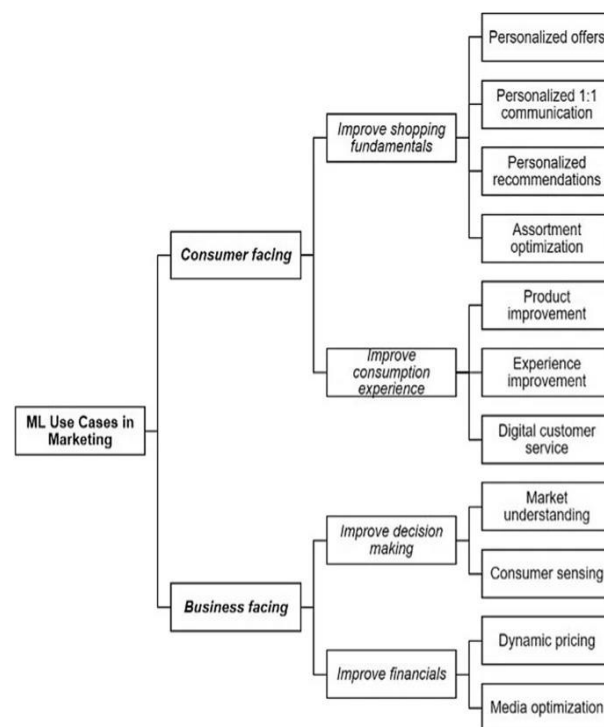 Personalized offers
Personalized 1:1
communication
Improve shopping
fundamentals
Personalized
recommendations
Assortment
optimization
Consumer facing
Product
improvement
Improve
consumption
experience
Experience
improvement
Digital customer
service
ML Use Cases in
Marketing
Market
understanding
Improve decision
making
Consumer sensing
Business facing
Dynamic pricing
Improve financials
Media optimization